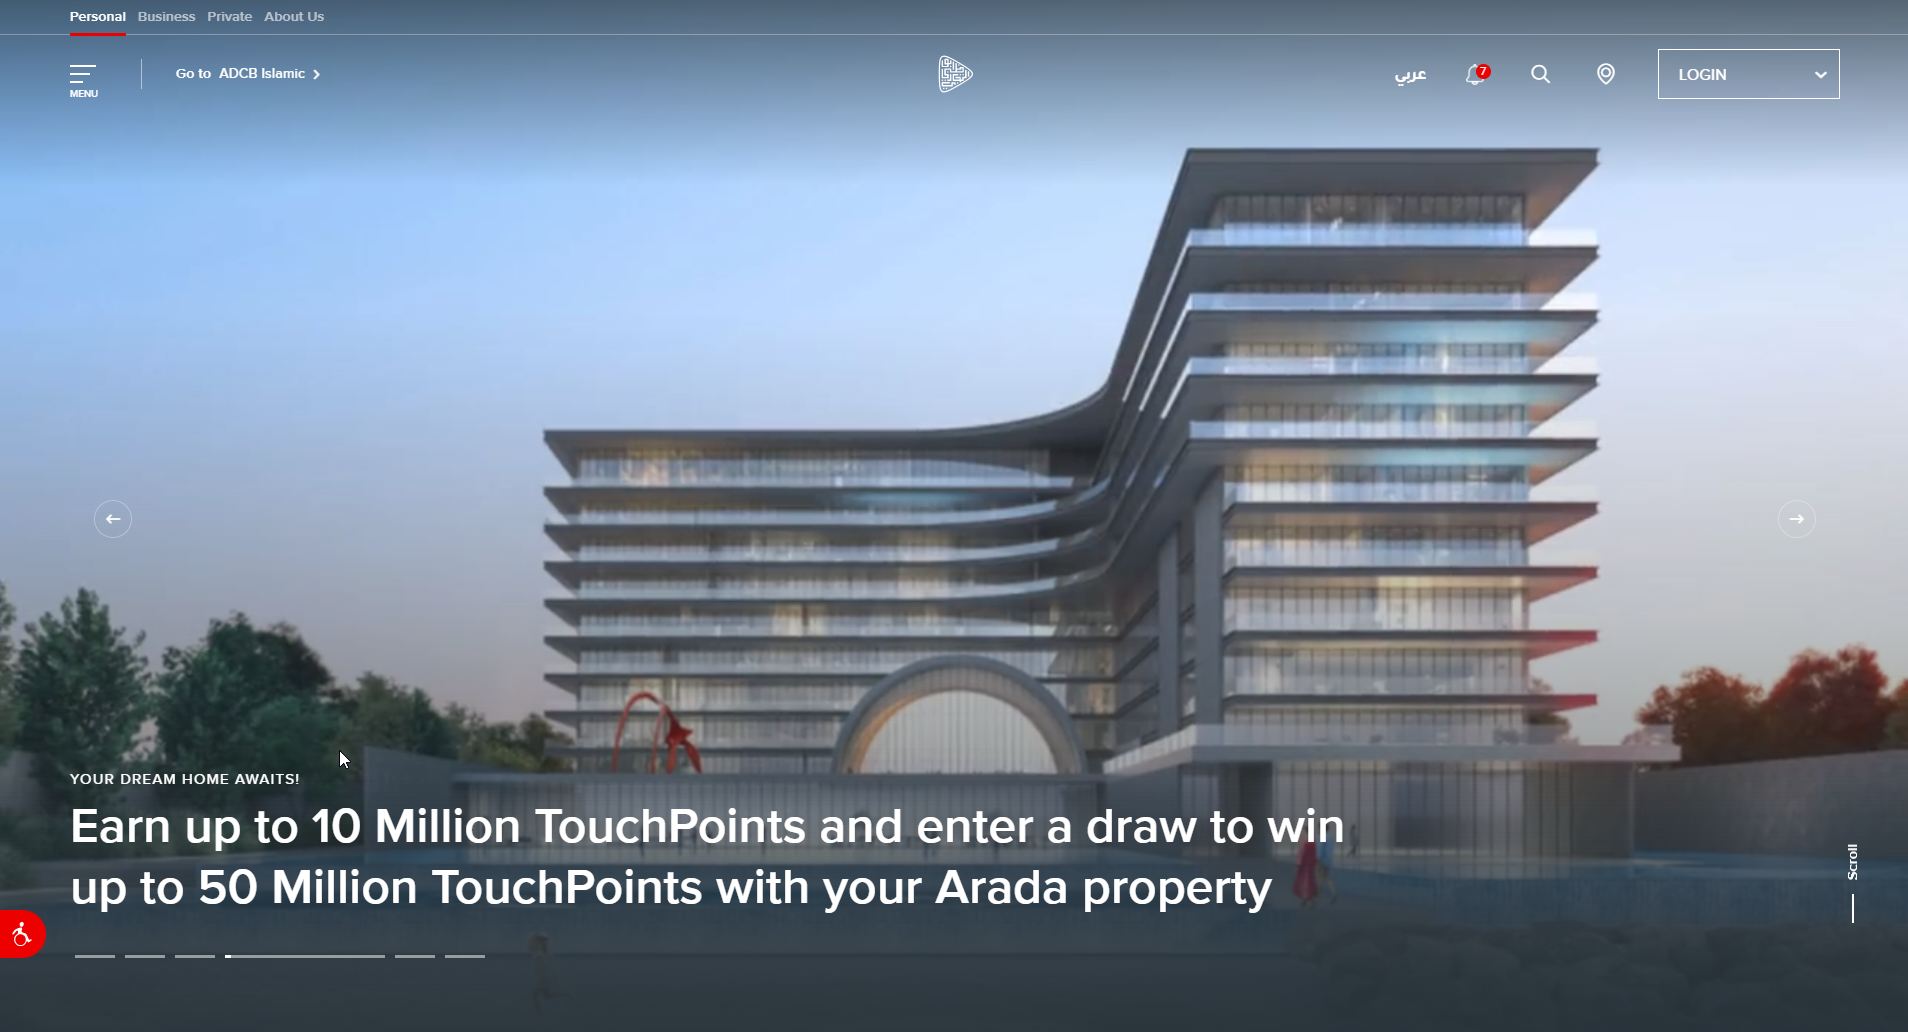 Personal Business Private About Us
MENU
Go to ADCB Islamic
عربي
7
LOGIN
YOUR DREAM HOME AWAITS!
Earn up to 10 Million TouchPoints and enter a draw to win
up to 50 Million TouchPoints with your Arada property
Scroll